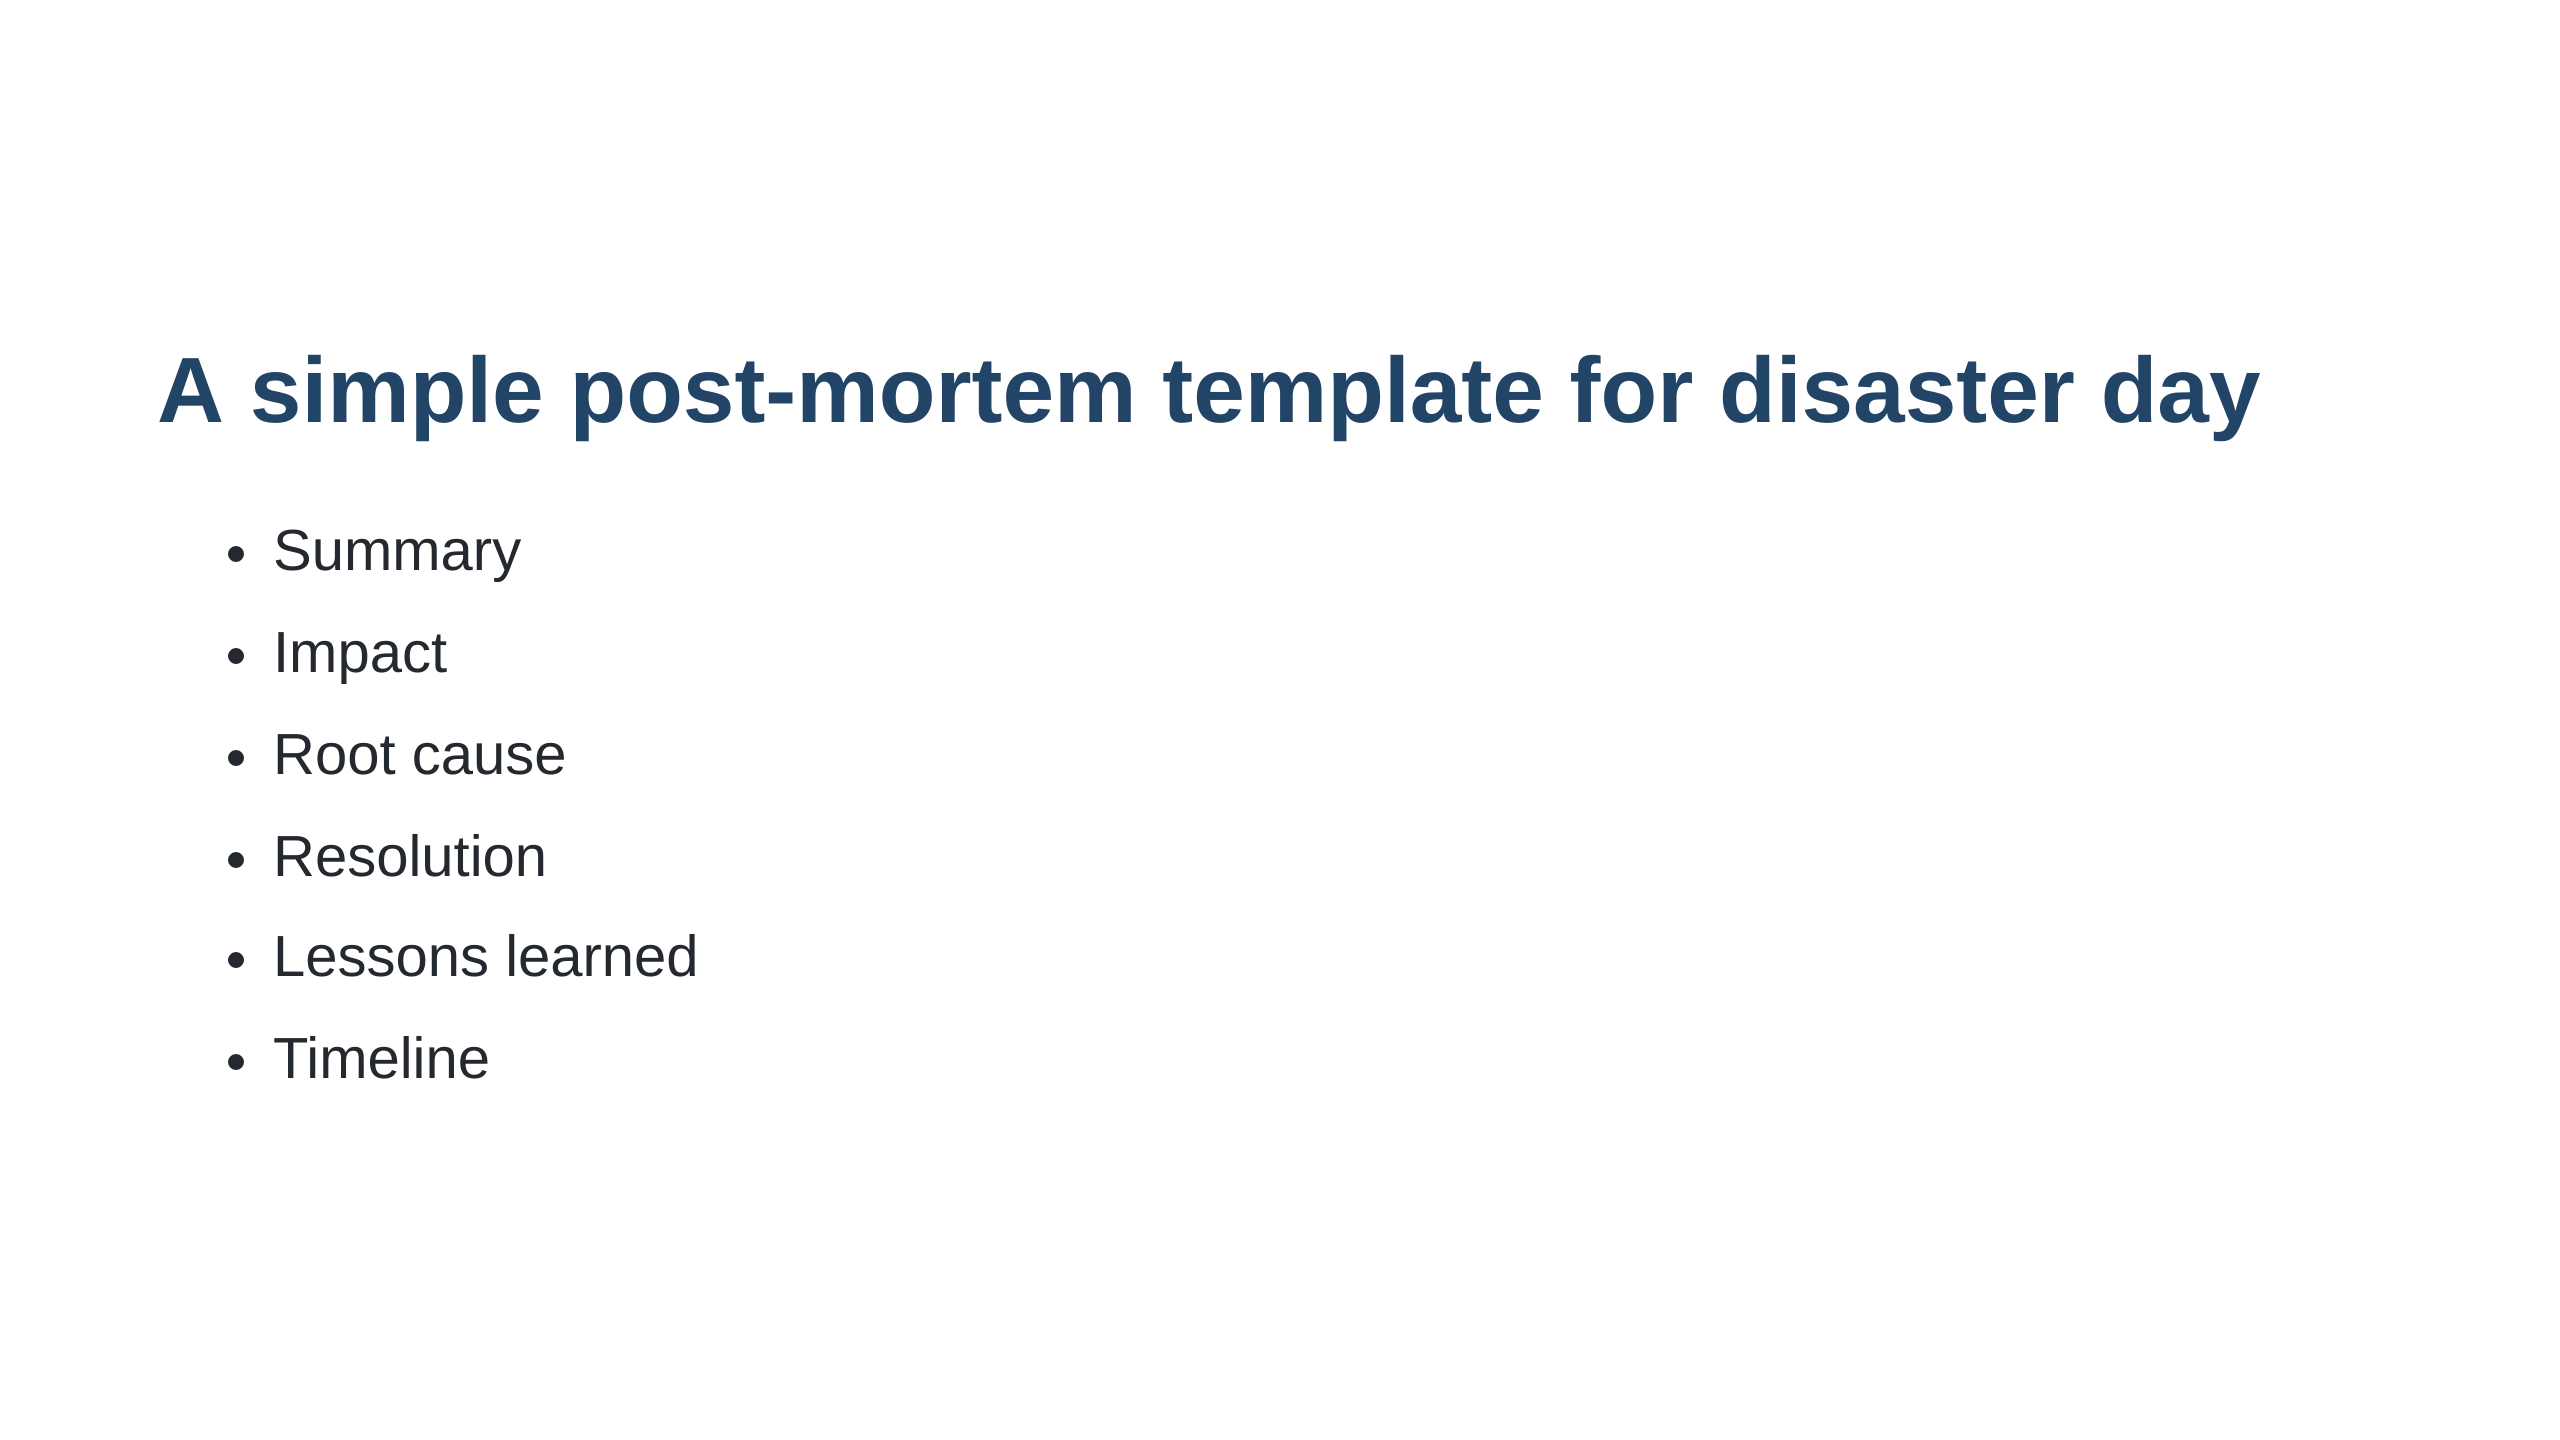 A simple post-mortem template for disaster day
• Summary
• Impact
• Root cause
• Resolution
• Lessons learned
• Timeline